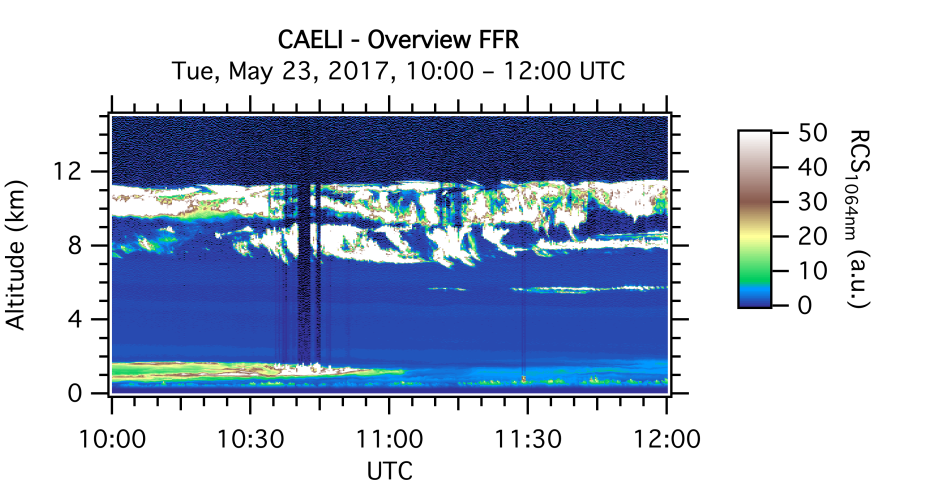 CAELI - Overview FFR
Tue, May 23, 2017, 10:00 – 12:00 UTC
Altitude (km)
12
8
4
0
10:00 10:30 11:00 11:30 12:00
UTC
50
40
30
20
10
0
RCS1064nm (a.u.)